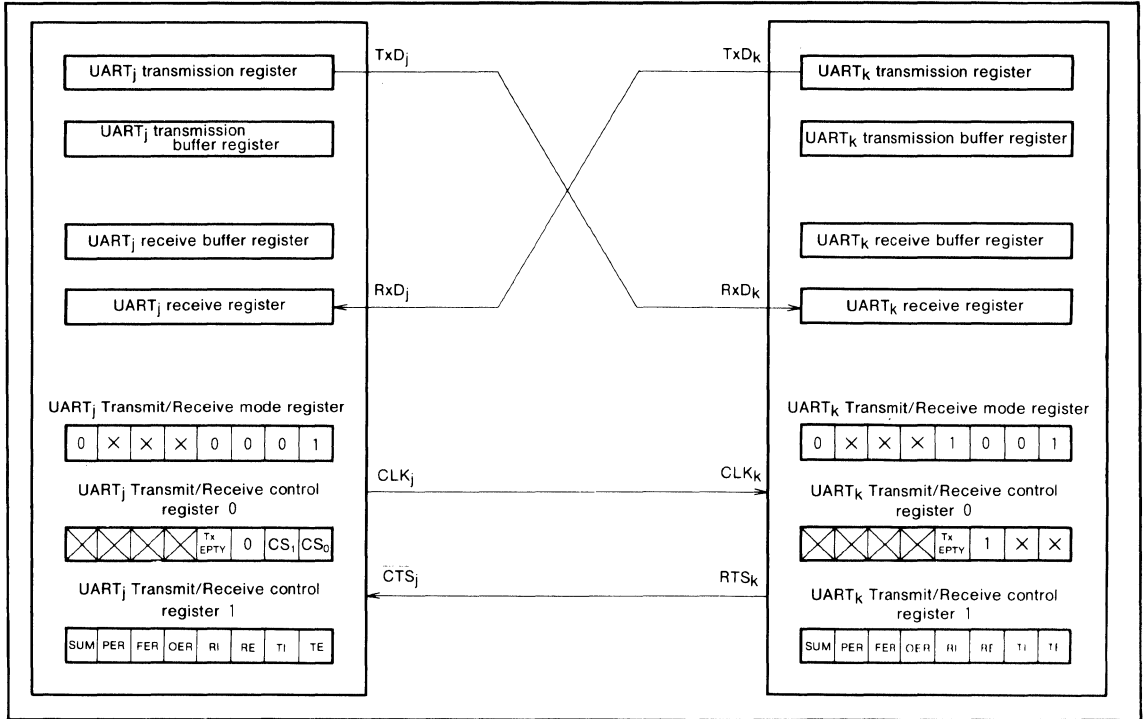 TxDj
TxDk
UARTj transmission register
UARTk transmission register
UARTj transmission
buffer register
UARTk transmission buffer register
UARTj receive buffer register
UARTk receive buffer register
RxDj
RxDk
UARTj receive register
UARTk receive register
UARTj Transmit/Receive mode register
UARTk Transmit/Receive mode register
0 × × × 0 0 0 1
0 × × × 1 0 0 1
CLKj
CLKk
UARTj Transmit/Receive control
register 0
UARTk Transmit/Receive control
register 0
Tx EPTY 0 CS1 CS0
Tx EPTY 1 × ×
CTSj
RTSk
UARTj Transmit/Receive control
register 1
UARTk Transmit/Receive control
register 1
SUM PER FER OER RI RE TI TE
SUM PER FER OER RI RE TI TE